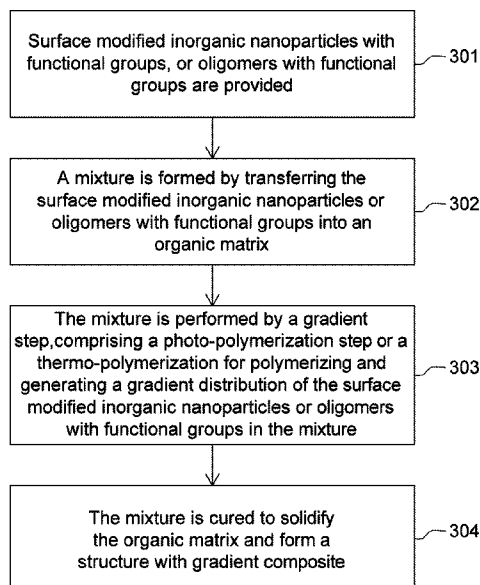 Surface modified inorganic nanoparticles with
functional groups, or oligomers with functional
groups are provided
301
A mixture is formed by transferring the
surface modified inorganic nanoparticles or
oligomers with functional groups into an
organic matrix
302
The mixture is performed by a gradient
step,comprising a photo-polymerization step or a
thermo-polymerization for polymerizing and
generating a gradient distribution of the surface
modified inorganic nanoparticles or oligomers
with functional groups in the mixture
303
The mixture is cured to solidify
the organic matrix and form a
structure with gradient composite
304